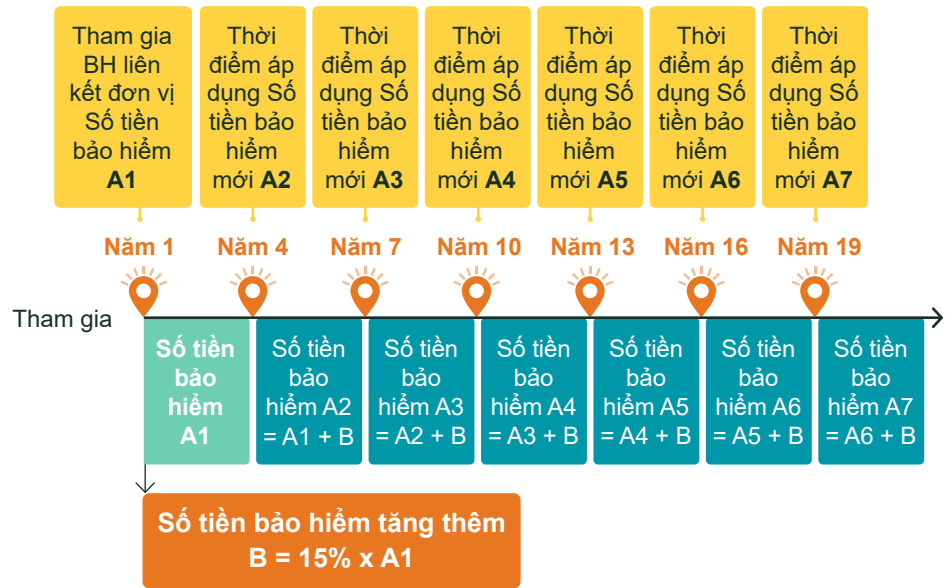 Tham gia
BH liên
kết đơn vị
Số tiền
bảo hiểm
A1
Thời
điểm áp
dụng Số
tiền bảo
hiểm
mới A2
Thời
điểm áp
dụng Số
tiền bảo
hiểm
mới A3
Thời
điểm áp
dụng Số
tiền bảo
hiểm
mới A4
Thời
điểm áp
dụng Số
tiền bảo
hiểm
mới A5
Thời
điểm áp
dụng Số
tiền bảo
hiểm
mới A6
Thời
điểm áp
dụng Số
tiền bảo
hiểm
mới A7
Năm 1
Năm 4
Năm 7
Năm 10
Năm 13
Năm 16
Năm 19
Tham gia
Số tiền
bảo
hiểm
A1
Số tiền
bảo
hiểm A2
= A1 + B
Số tiền
bảo
hiểm A3
= A2 + B
Số tiền
bảo
hiểm A4
= A3 + B
Số tiền
bảo
hiểm A5
= A4 + B
Số tiền
bảo
hiểm A6
= A5 + B
Số tiền
bảo
hiểm A7
= A6 + B
Số tiền bảo hiểm tăng thêm
B = 15% x A1